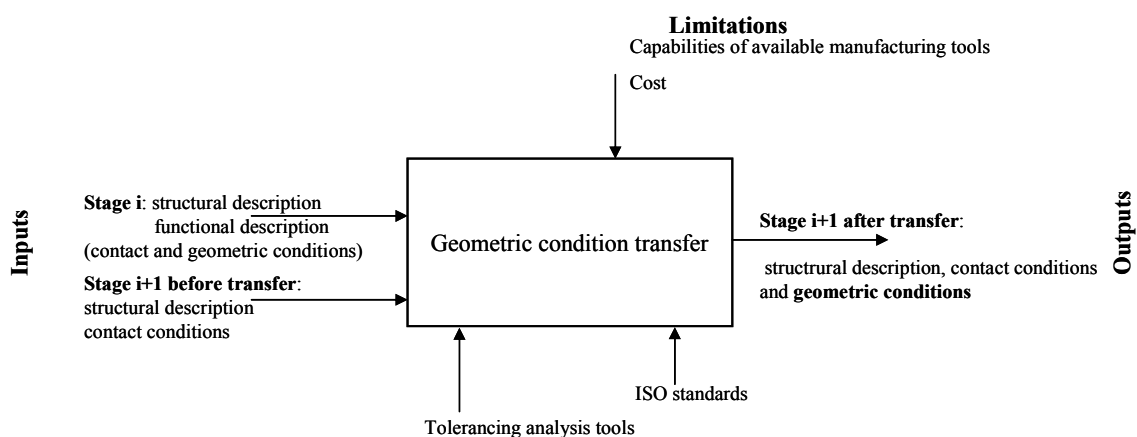 Limitations
Capabilities of available manufacturing tools
Cost
Inputs
Stage i: structural description
functional description
(contact and geometric conditions)
Stage i+1 before transfer:
structural description
contact conditions
Geometric condition transfer
Stage i+1 after transfer:
structrural description, contact conditions
and geometric conditions
Outputs
ISO standards
Tolerancing analysis tools